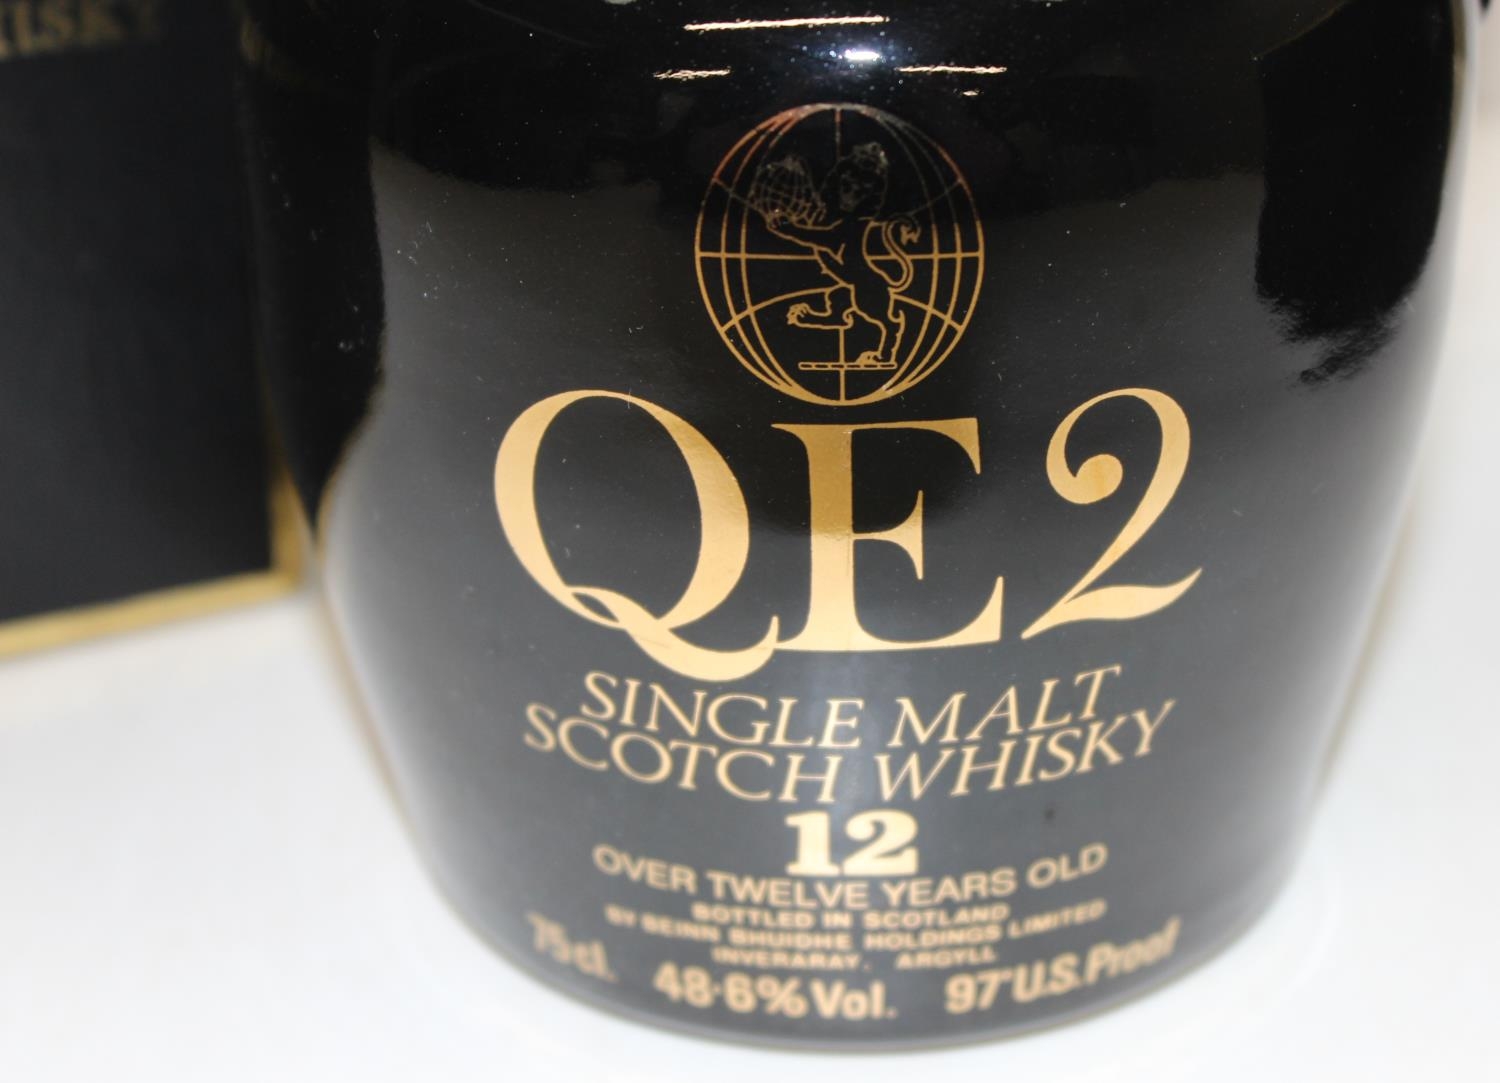 QE2
SINGLE MALT
SCOTCH WHISKY
12
OVER TWELVE YEARS OLD
BOTTLED IN SCOTLAND
BY BEINN BHUIDHE HOLDINGS LIMITED
INVERARAY. ARGYLL
75cl. 48·6% Vol. 97° U.S. Proof